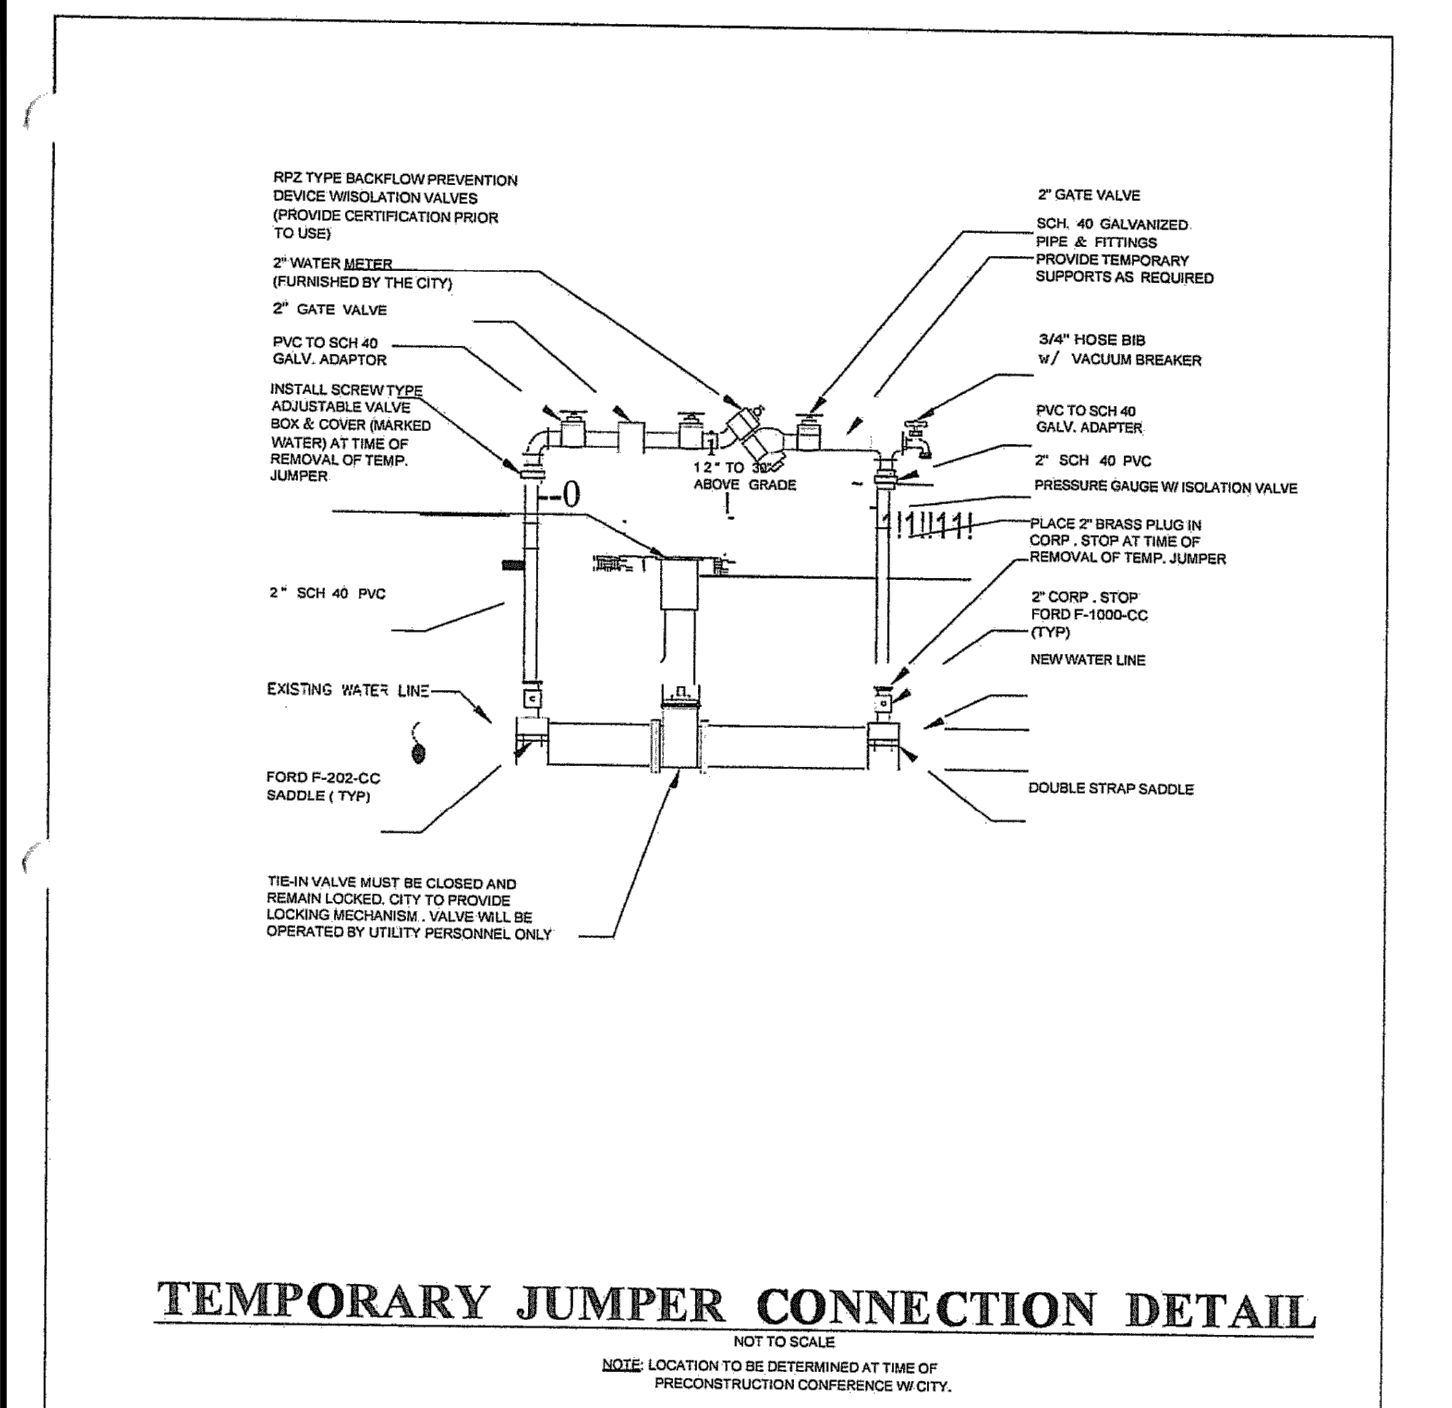 RPZ TYPE BACKFLOW PREVENTION
DEVICE W/ISOLATION VALVES
(PROVIDE CERTIFICATION PRIOR
TO USE)
2" WATER METER
(FURNISHED BY THE CITY)
2" GATE VALVE
PVC TO SCH 40
GALV. ADAPTOR
INSTALL SCREW TYPE
ADJUSTABLE VALVE
BOX & COVER (MARKED
WATER) AT TIME OF
REMOVAL OF TEMP.
JUMPER
2" SCH 40 PVC
EXISTING WATER LINE
FORD F-202-CC
SADDLE ( TYP)
TIE-IN VALVE MUST BE CLOSED AND
REMAIN LOCKED. CITY TO PROVIDE
LOCKING MECHANISM . VALVE WILL BE
OPERATED BY UTILITY PERSONNEL ONLY
12" TO 30"
ABOVE GRADE
--0
2" GATE VALVE
SCH. 40 GALVANIZED
PIPE & FITTINGS
PROVIDE TEMPORARY
SUPPORTS AS REQUIRED
3/4" HOSE BIB
w/ VACUUM BREAKER
PVC TO SCH 40
GALV. ADAPTER
2" SCH 40 PVC
PRESSURE GAUGE W/ ISOLATION VALVE
PLACE 2" BRASS PLUG IN
CORP . STOP AT TIME OF
REMOVAL OF TEMP. JUMPER
2" CORP . STOP
FORD F-1000-CC
(TYP)
NEW WATER LINE
DOUBLE STRAP SADDLE
TEMPORARY JUMPER CONNECTION DETAIL
NOT TO SCALE
NOTE: LOCATION TO BE DETERMINED AT TIME OF
PRECONSTRUCTION CONFERENCE W/ CITY.